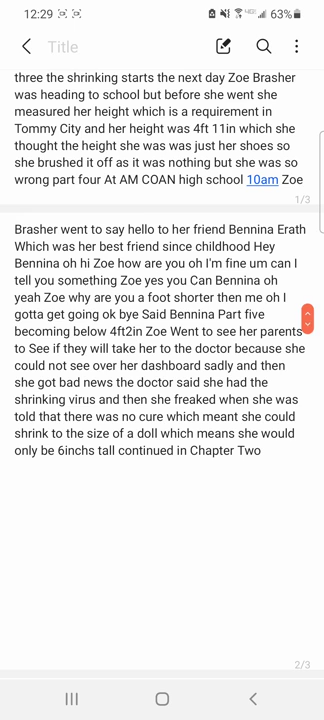 12:29
63%
Title
three the shrinking starts the next day Zoe Brasher
was heading to school but before she went she
measured her height which is a requirement in
Tommy City and her height was 4ft 11in which she
thought the height she was was just her shoes so
she brushed it off as it was nothing but she was so
wrong part four At AM COAN high school 10am Zoe
1/3
Brasher went to say hello to her friend Bennina Erath
Which was her best friend since childhood Hey
Bennina oh hi Zoe how are you oh I'm fine um can I
tell you something Zoe yes you Can Bennina oh
yeah Zoe why are you a foot shorter then me oh I
gotta get going ok bye Said Bennina Part five
becoming below 4ft2in Zoe Went to see her parents
to See if they will take her to the doctor because she
could not see over her dashboard sadly and then
she got bad news the doctor said she had the
shrinking virus and then she freaked when she was
told that there was no cure which meant she could
shrink to the size of a doll which means she would
only be 6inchs tall continued in Chapter Two
2/3